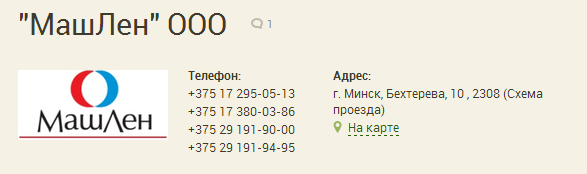 "МашЛен" ООО
1
МашЛен
Телефон:
+375 17 295-05-13
+375 17 380-03-86
+375 29 191-90-00
+375 29 191-94-95
Адрес:
г. Минск, Бехтерева, 10 , 2308 (Схема
проезда)
На карте